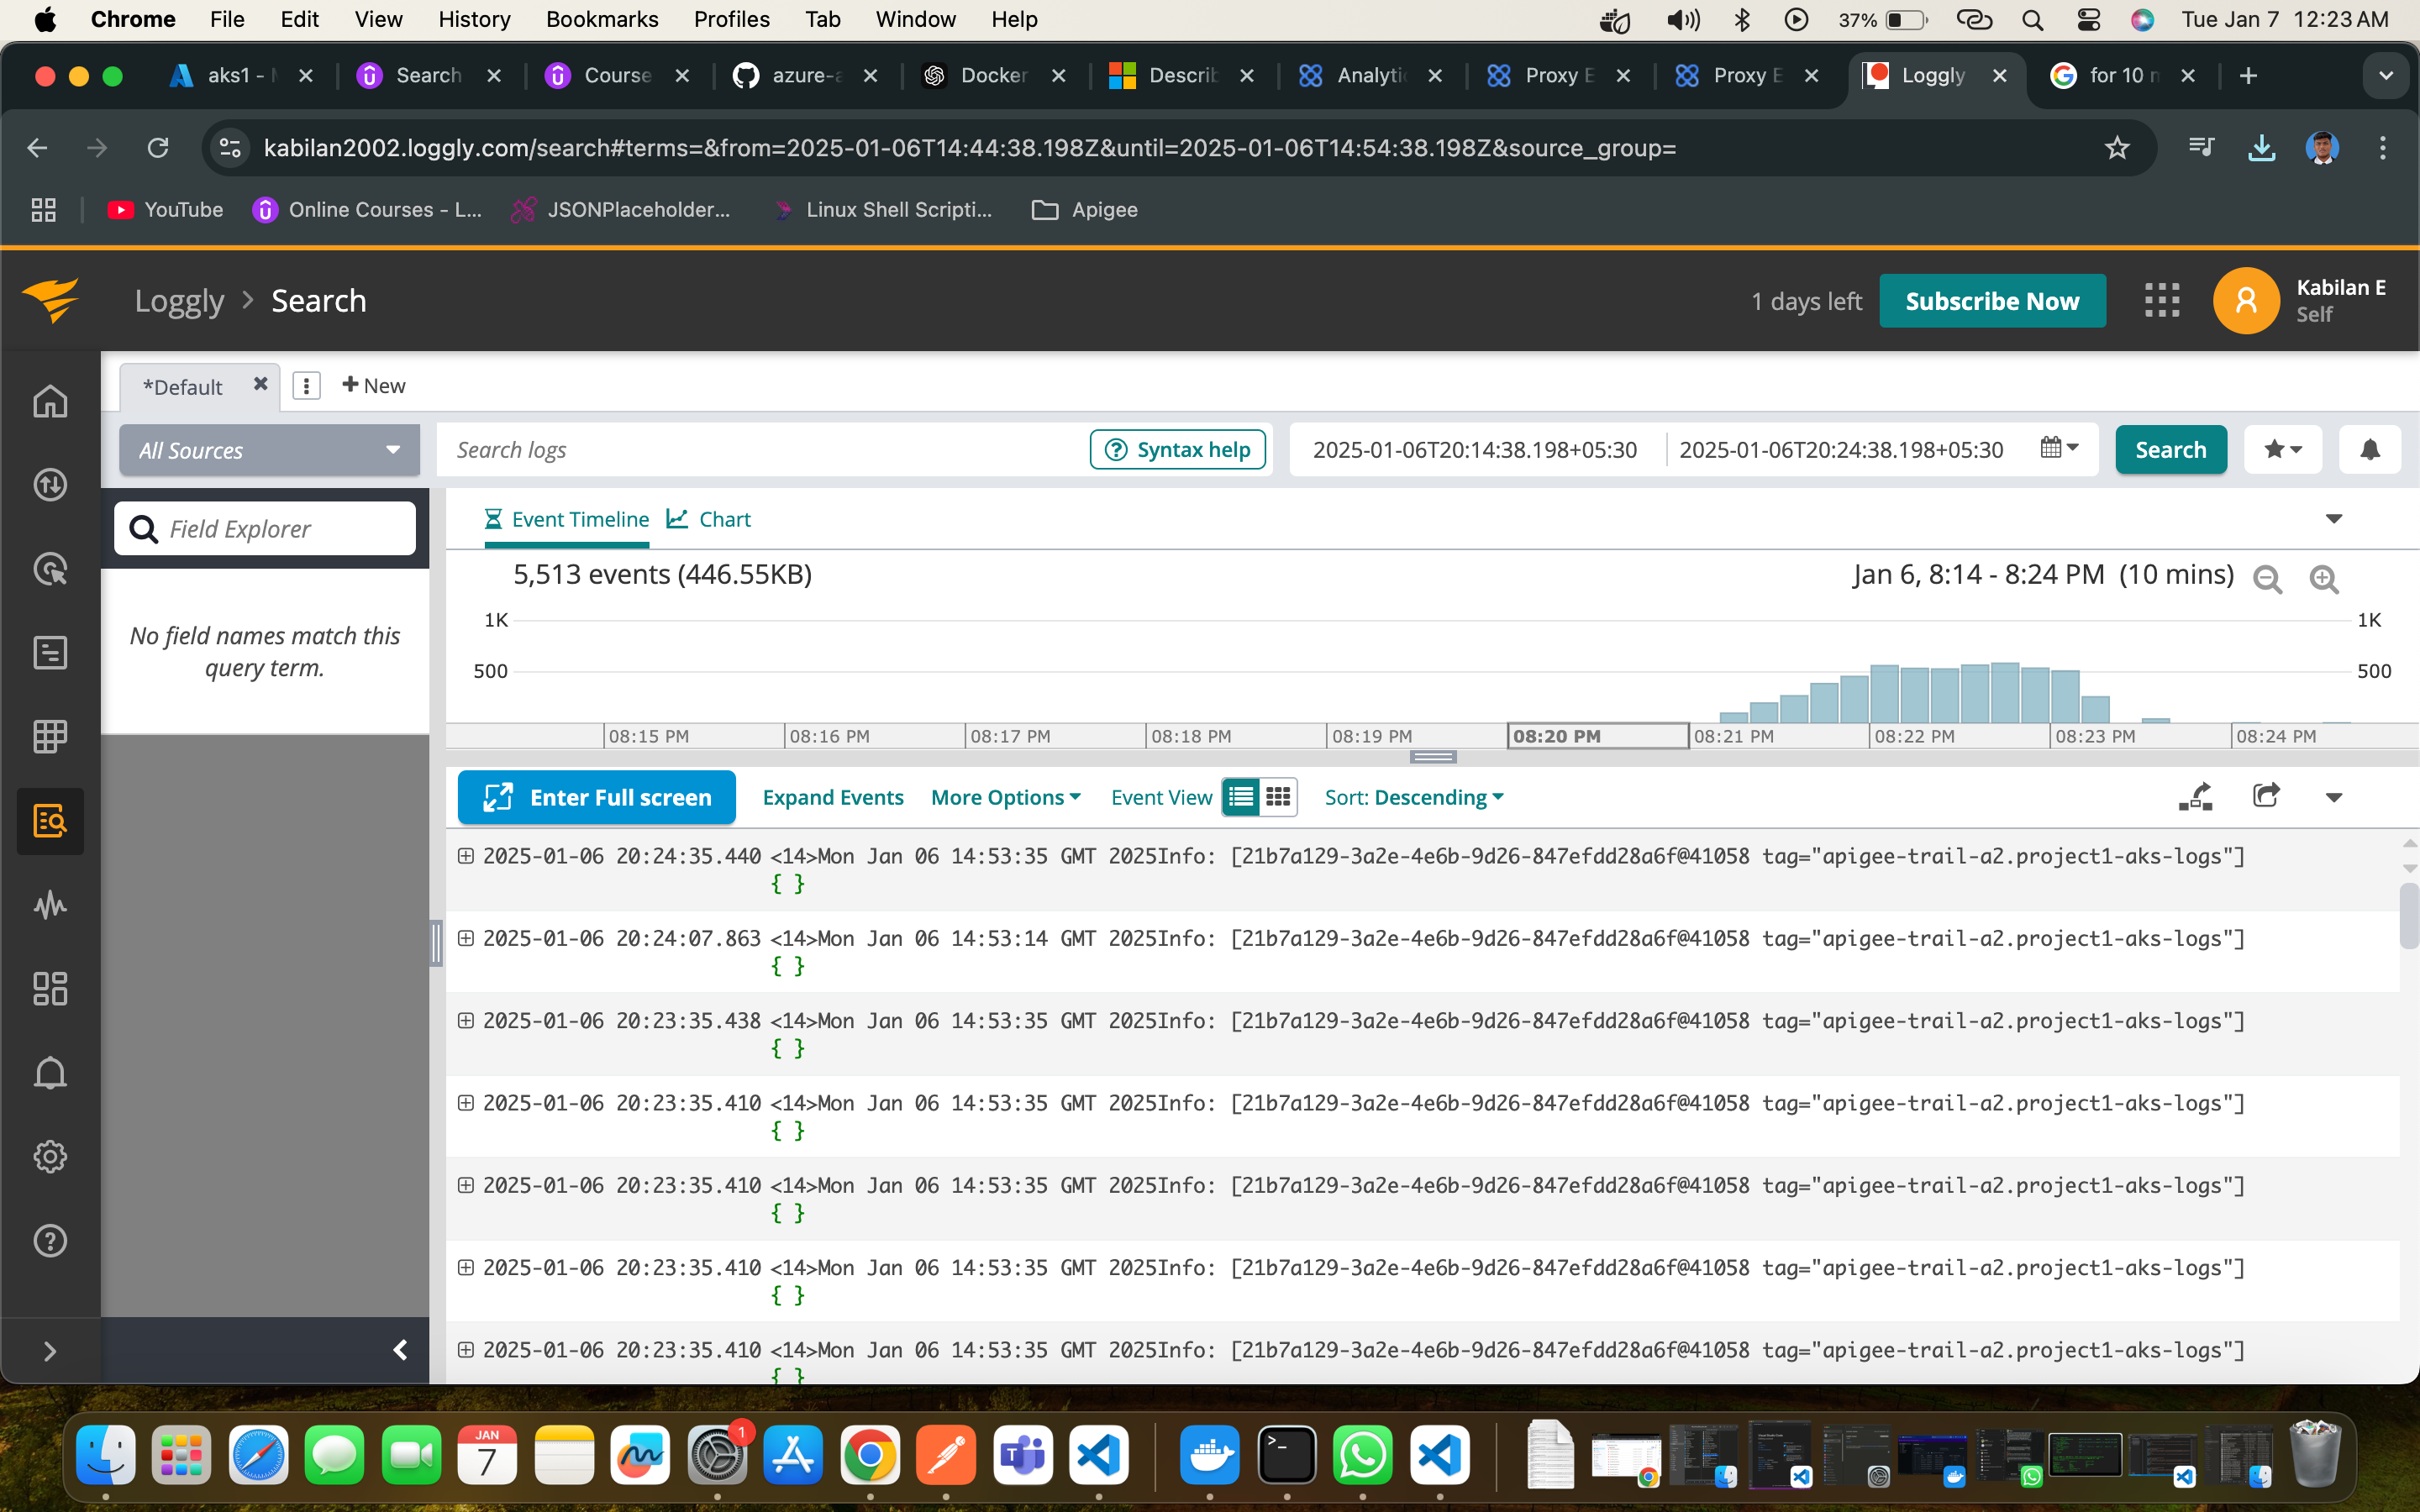 Chrome File Edit View History Bookmarks Profiles Tab Window Help 37% Tue Jan 7 12:23 AM
aks1 - Search Course azure-a Docker Describ Analytic Proxy E Proxy E Loggly for 10 m
kabilan2002.loggly.com/search#terms=&from=2025-01-06T14:44:38.198Z&until=2025-01-06T14:54:38.198Z&source_group=
YouTube Online Courses - L... JSONPlaceholder... Linux Shell Scripti... Apigee
Loggly > Search 1 days left Subscribe Now Kabilan E
Self
*Default New
All Sources Search logs Syntax help 2025-01-06T20:14:38.198+05:30 2025-01-06T20:24:38.198+05:30 Search
Field Explorer Event Timeline Chart
5,513 events (446.55KB) Jan 6, 8:14 - 8:24 PM (10 mins)
No field names match this
query term.
1K 1K
500 500
08:15 PM 08:16 PM 08:17 PM 08:18 PM 08:19 PM 08:20 PM 08:21 PM 08:22 PM 08:23 PM 08:24 PM
Enter Full screen Expand Events More Options Event View Sort: Descending
2025-01-06 20:24:35.440 <14>Mon Jan 06 14:53:35 GMT 2025Info: [21b7a129-3a2e-4e6b-9d26-847efdd28a6f@41058 tag="apigee-trail-a2.project1-aks-logs"]
{ }
2025-01-06 20:24:07.863 <14>Mon Jan 06 14:53:14 GMT 2025Info: [21b7a129-3a2e-4e6b-9d26-847efdd28a6f@41058 tag="apigee-trail-a2.project1-aks-logs"]
{ }
2025-01-06 20:23:35.438 <14>Mon Jan 06 14:53:35 GMT 2025Info: [21b7a129-3a2e-4e6b-9d26-847efdd28a6f@41058 tag="apigee-trail-a2.project1-aks-logs"]
{ }
2025-01-06 20:23:35.410 <14>Mon Jan 06 14:53:35 GMT 2025Info: [21b7a129-3a2e-4e6b-9d26-847efdd28a6f@41058 tag="apigee-trail-a2.project1-aks-logs"]
{ }
2025-01-06 20:23:35.410 <14>Mon Jan 06 14:53:35 GMT 2025Info: [21b7a129-3a2e-4e6b-9d26-847efdd28a6f@41058 tag="apigee-trail-a2.project1-aks-logs"]
{ }
2025-01-06 20:23:35.410 <14>Mon Jan 06 14:53:35 GMT 2025Info: [21b7a129-3a2e-4e6b-9d26-847efdd28a6f@41058 tag="apigee-trail-a2.project1-aks-logs"]
{ }
2025-01-06 20:23:35.410 <14>Mon Jan 06 14:53:35 GMT 2025Info: [21b7a129-3a2e-4e6b-9d26-847efdd28a6f@41058 tag="apigee-trail-a2.project1-aks-logs"]
{ }
JAN
7
1